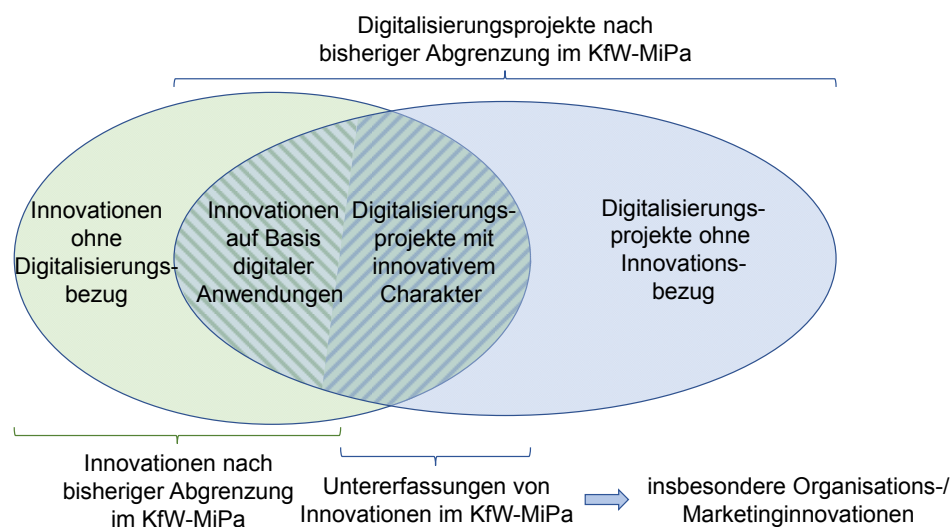 Digitalisierungsprojekte nach
bisheriger Abgrenzung im KfW-MiPa
Innovationen
ohne
Digitalisierungs-
bezug
Innovationen
auf Basis
digitaler
Anwendungen
Digitalisierungs-
projekte mit
innovativem
Charakter
Digitalisierungs-
projekte ohne
Innovations-
bezug
Innovationen nach
bisheriger Abgrenzung
im KfW-MiPa
Untererfassungen von
Innovationen im KfW-MiPa
insbesondere Organisations-/
Marketinginnovationen